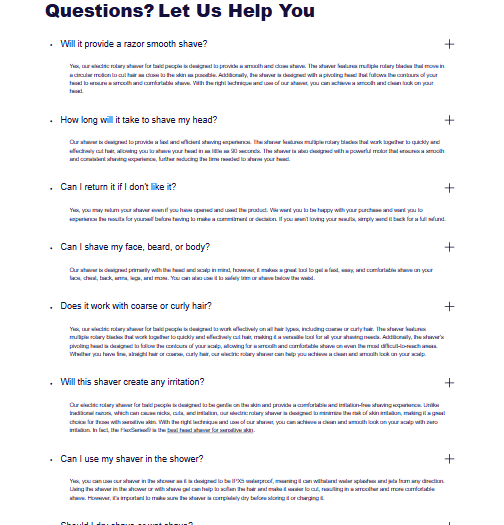 Questions? Let Us Help You
Will it provide a razor smooth shave?
Yes, our electric rotary shaver for bald people is designed to provide a smooth and close shave. The shaver features multiple rotary blades that move in
a circular motion to cut hair as close to the skin as possible. Additionally, the shaver is designed with a pivoting head that follows the contours of your
head to ensure a smooth and comfortable shave. With the right technique and use of our shaver, you can achieve a smooth and clean look on your
head.
How long will it take to shave my head?
Our shaver is designed to provide a fast and efficient shaving experience. The shaver features multiple rotary blades that work together to quickly and
effectively cut hair, allowing you to shave your head in as little as 90 seconds. The shaver is also designed with a powerful motor that ensures a smooth
and consistent shaving experience, further reducing the time needed to shave your head.
Can I return it if I don't like it?
Yes, you may return your shaver even if you have opened and used the product. We want you to be happy with your purchase and want you to
experience the results for yourself before having to make a commitment or decision. If you aren't loving your results, simply send it back for a full refund.
Can I shave my face, beard, or body?
Our shaver is designed primarily with the head and scalp in mind, however, it makes a great tool to get a fast, easy, and comfortable shave on your
face, chest, back, arms, legs, and more. You can also use it to safely trim or shave below the waist.
Does it work with coarse or curly hair?
Yes, our electric rotary shaver for bald people is designed to work effectively on all hair types, including coarse or curly hair. The shaver features
multiple rotary blades that work together to quickly and effectively cut hair, making it a versatile tool for all your shaving needs. Additionally, the shaver's
pivoting head is designed to follow the contours of your scalp, allowing for a smooth and comfortable shave on even the most difficult-to-reach areas.
Whether you have fine, straight hair or coarse, curly hair, our electric rotary shaver can help you achieve a clean and smooth look on your scalp.
Will this shaver create any irritation?
Our electric rotary shaver for bald people is designed to be gentle on the skin and provide a comfortable and irritation-free shaving experience. Unlike
traditional razors, which can cause nicks, cuts, and irritation, our electric rotary shaver is designed to minimize the risk of skin irritation, making it a great
choice for those with sensitive skin. With the right technique and use of our shaver, you can achieve a clean and smooth look on your scalp with zero
irritation. In fact, the FlexSeries® is the best head shaver for sensitive skin.
Can I use my shaver in the shower?
Yes, you can use our shaver in the shower as it is designed to be IPX5 waterproof, meaning it can withstand water splashes and jets from any direction.
Using the shaver in the shower or with shave gel can help to soften the hair and make it easier to cut, resulting in a smoother and more comfortable
shave. However, it's important to make sure the shaver is completely dry before storing it or charging it.
Should I dry shave or wet shave?